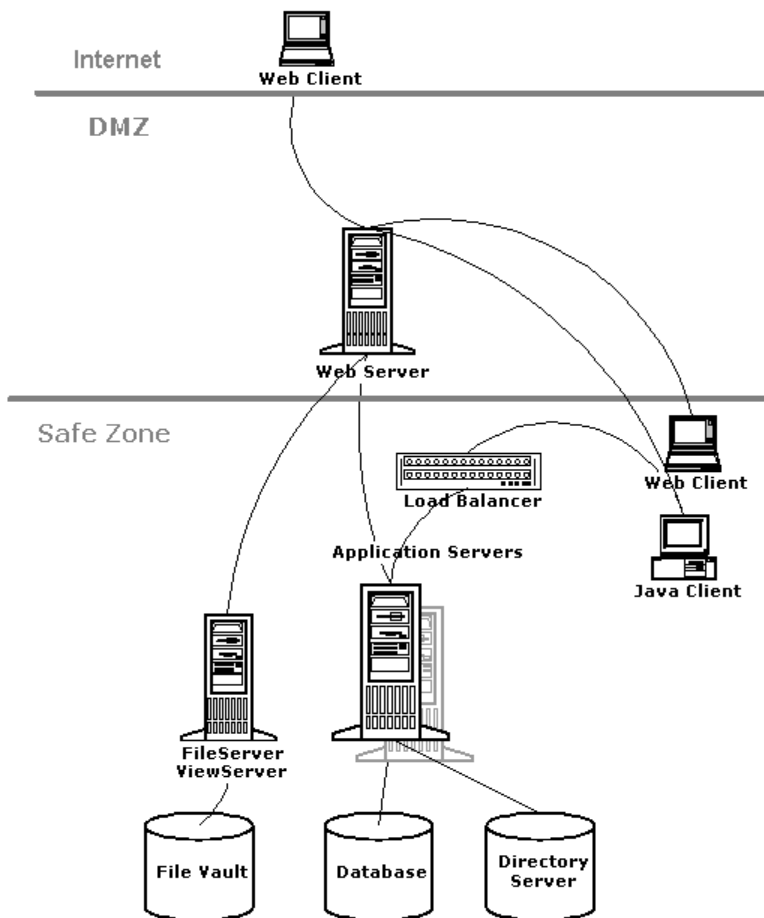 Internet
Web Client
DMZ
Web Server
Safe Zone
Web Client
Load Balancer
Application Servers
Java Client
FileServer
ViewServer
File Vault
Database
Directory
Server